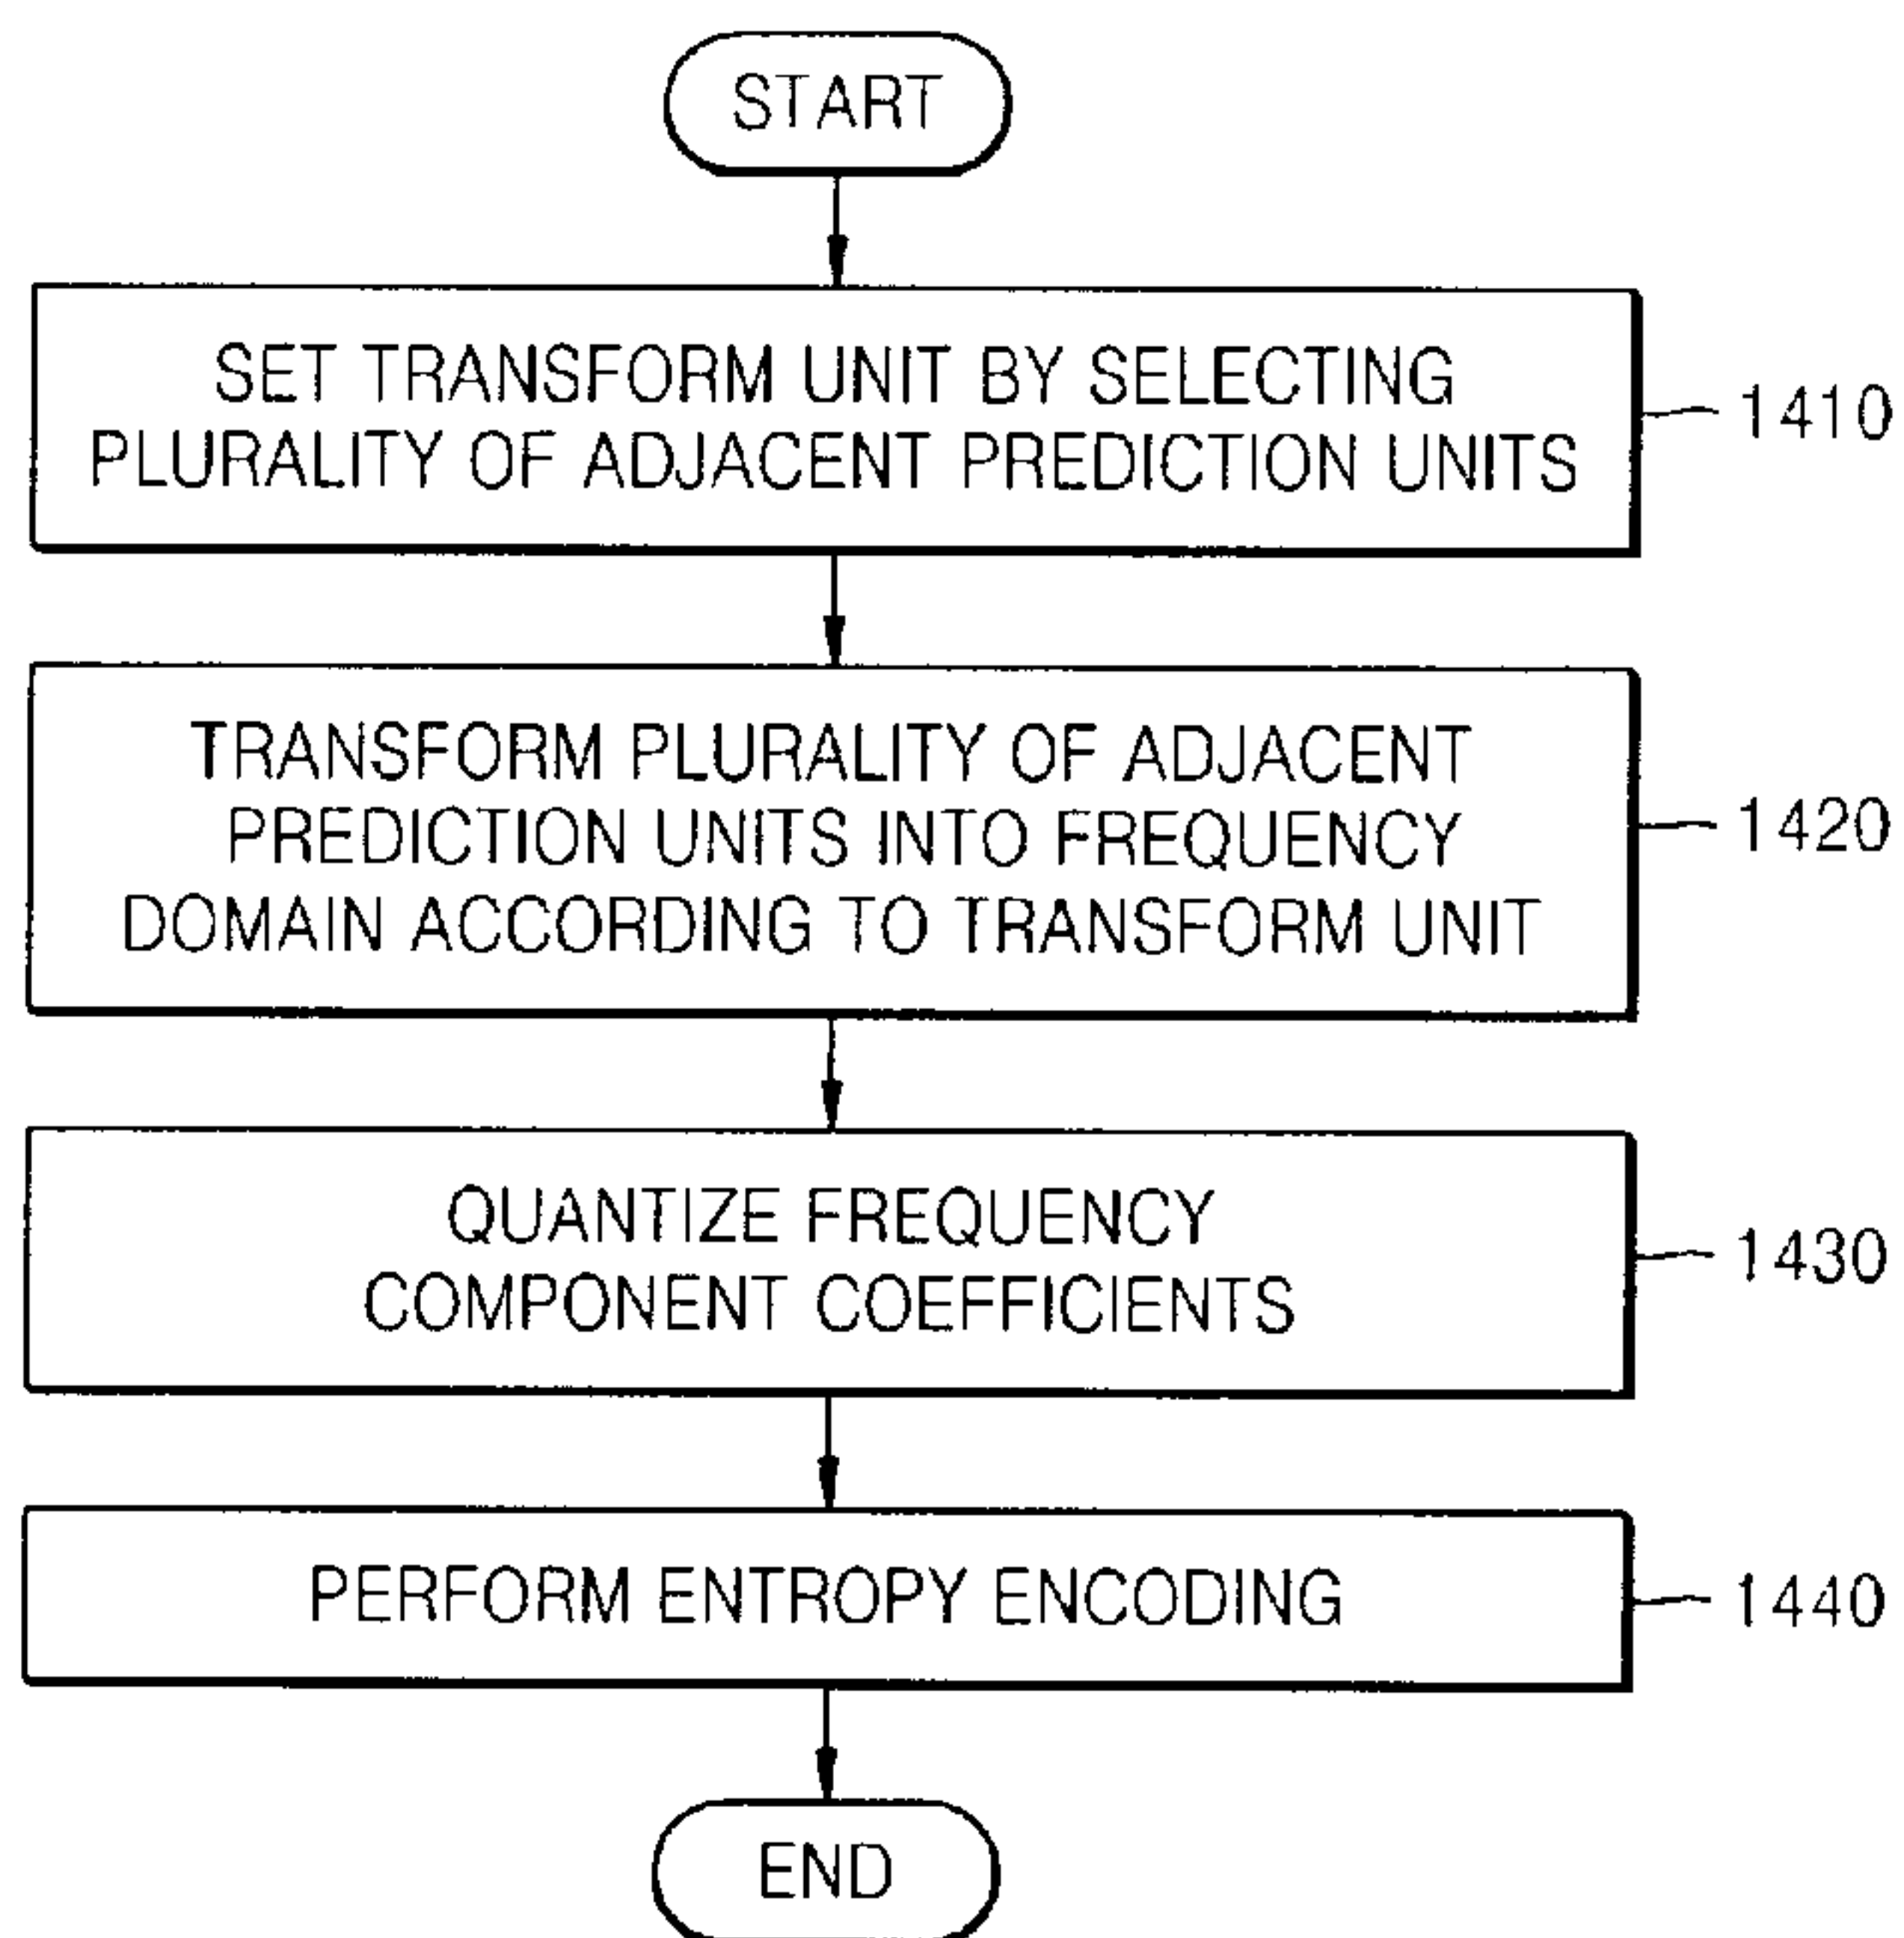 START
SET TRANSFORM UNIT BY SELECTING
PLURALITY OF ADJACENT PREDICTION UNITS
1410
TRANSFORM PLURALITY OF ADJACENT
PREDICTION UNITS INTO FREQUENCY
DOMAIN ACCORDING TO TRANSFORM UNIT
1420
QUANTIZE FREQUENCY
COMPONENT COEFFICIENTS
1430
PERFORM ENTROPY ENCODING
1440
END